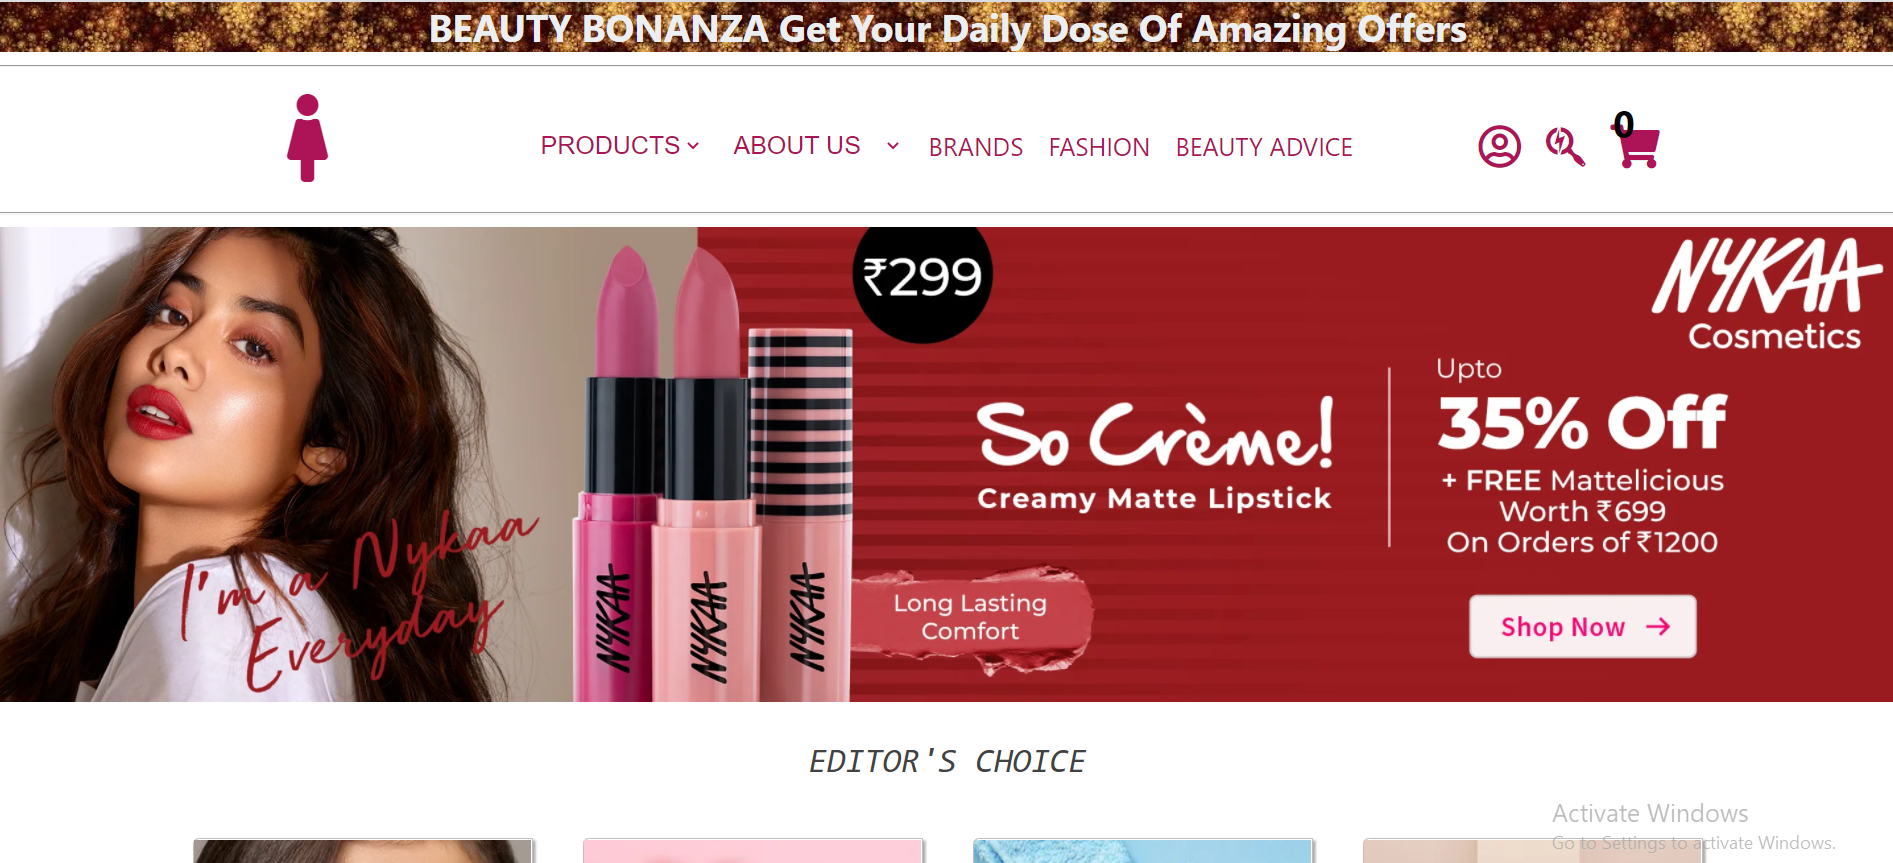 BEAUTY BONANZA Get Your Daily Dose Of Amazing Offers
PRODUCTS ABOUT US BRANDS FASHION BEAUTY ADVICE
0
₹299
NYKAA
Cosmetics
I'm a Nykaa
Everyday
NYKAA NYKAA NYKAA
So Crème!
Creamy Matte Lipstick
Long Lasting
Comfort
Upto
35% Off
+ FREE Mattelicious
Worth ₹699
On Orders of ₹1200
Shop Now
EDITOR'S CHOICE
Activate Windows
Go to Settings to activate Windows.